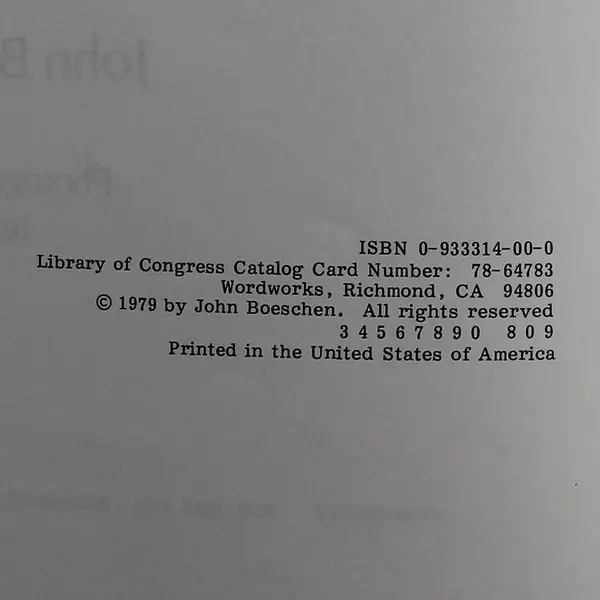 John B
Photog
ISBN 0-933314-00-0
Library of Congress Catalog Card Number: 78-64783
Wordworks, Richmond, CA 94806
© 1979 by John Boeschen. All rights reserved
3 4 5 6 7 8 9 0 8 0 9
Printed in the United States of America